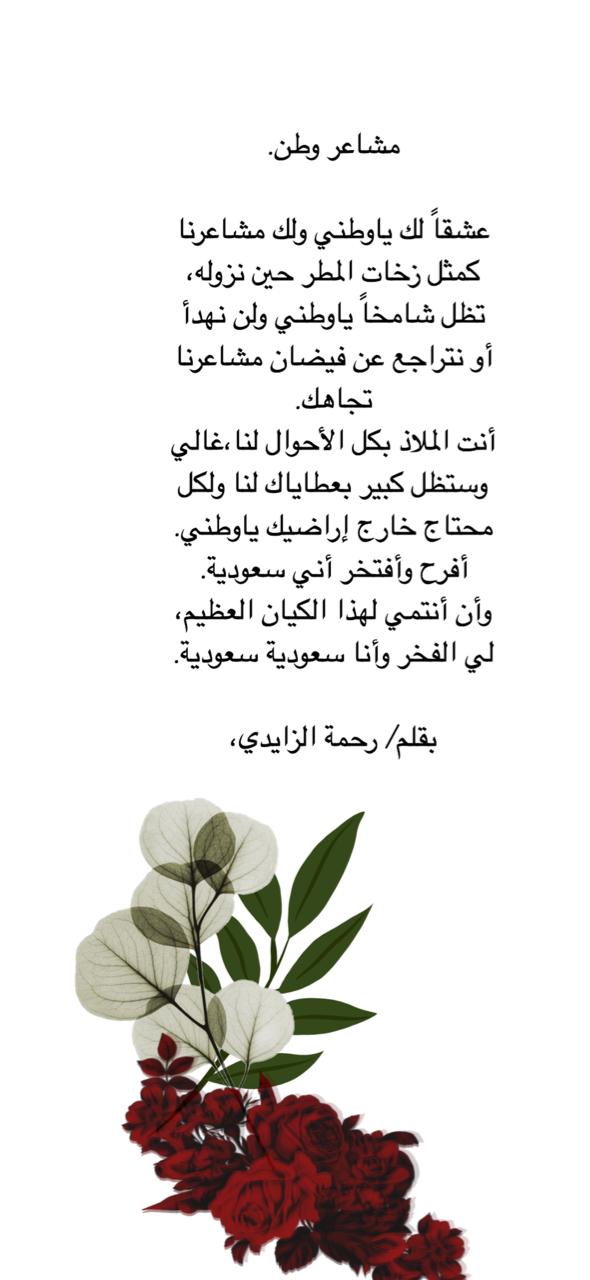 مشاعر وطن.
عشقاً لك ياوطني ولك مشاعرنا
كمثل زخات المطر حين نزوله،
تظل شامخاً ياوطني ولن نهدأ
أو نتراجع عن فيضان مشاعرنا
تجاهك.
أنت الملاذ بكل الأحوال لنا،غالي
وستظل كبير بعطاياك لنا ولكل
محتاج خارج إراضيك ياوطني.
أفرح وأفتخر أني سعودية.
وأن أنتمي لهذا الكيان العظيم،
لي الفخر وأنا سعودية سعودية.
بقلم/ رحمة الزايدي،